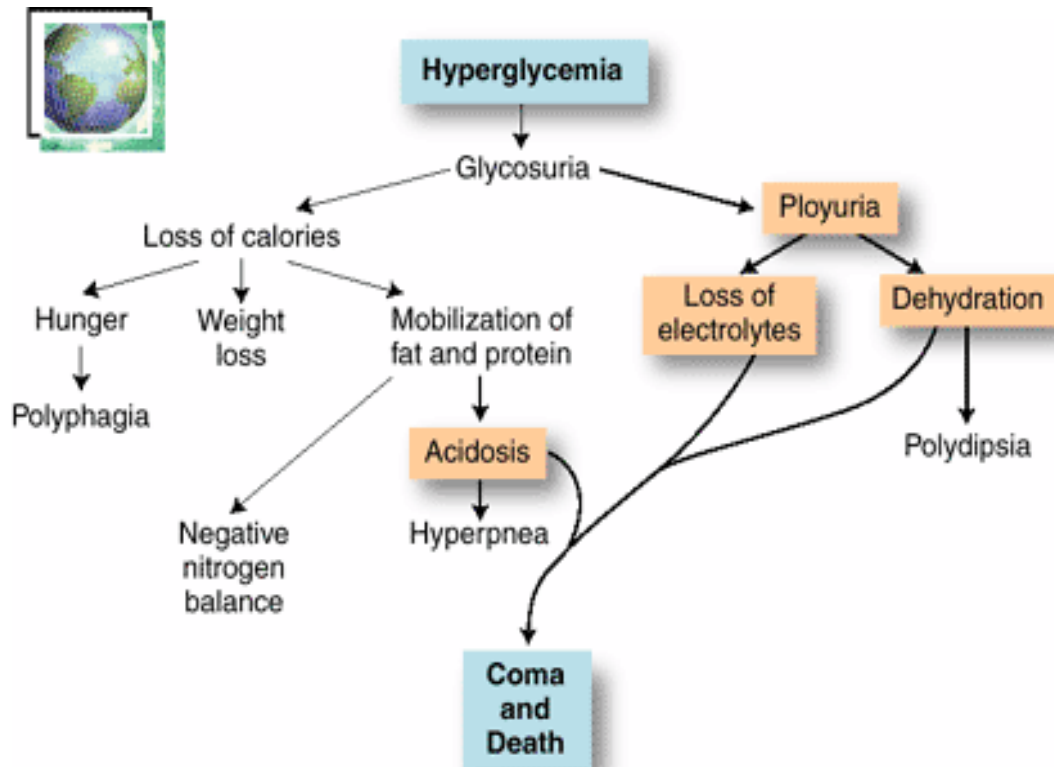 Hyperglycemia
Glycosuria
Ployuria
Loss of calories
Loss of
electrolytes
Dehydration
Hunger
Weight
loss
Mobilization of
fat and protein
Polyphagia
Acidosis
Polydipsia
Hyperpnea
Negative
nitrogen
balance
Coma
and
Death